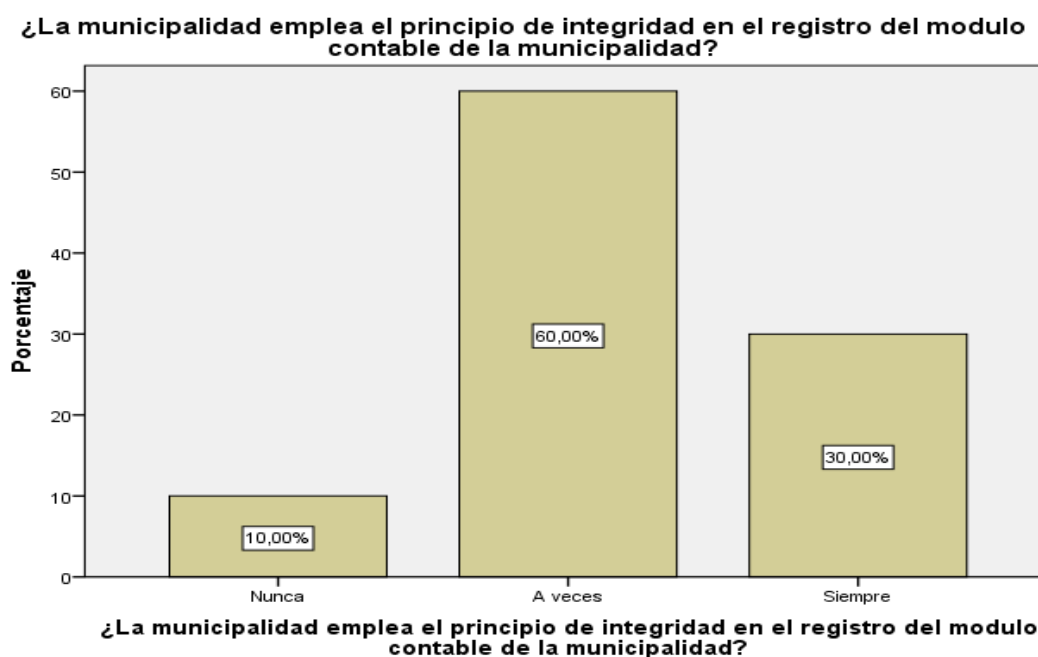 ¿La municipalidad emplea el principio de integridad en el registro del modulo
contable de la municipalidad?
60
50
40
30
20
10
0
Porcentaje
10,00%
60,00%
30,00%
Nunca
A veces
Siempre
¿La municipalidad emplea el principio de integridad en el registro del modulo
contable de la municipalidad?